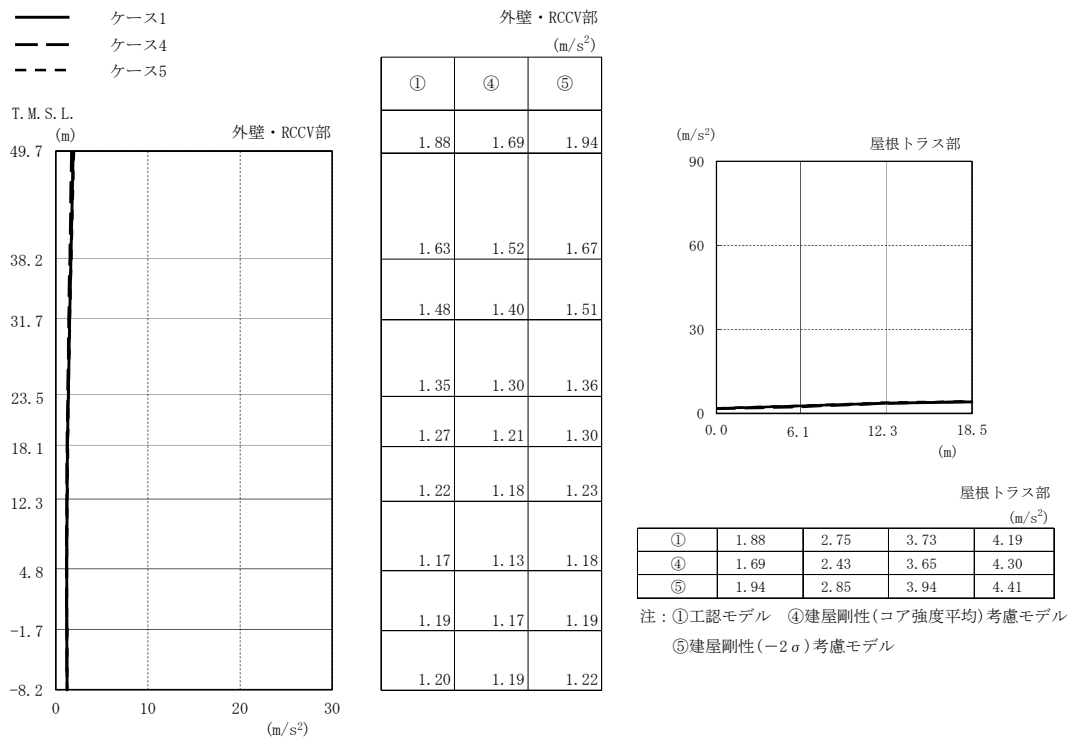 ケース1
ケース4
ケース5
T.M.S.L.
(m)
外壁・RCCV部
49.7
38.2
31.7
23.5
18.1
12.3
4.8
-1.7
-8.2
0 10 20 30
(m/s²)
外壁・RCCV部
(m/s²)
① ④ ⑤
1.88 1.69 1.94
1.63 1.52 1.67
1.48 1.40 1.51
1.35 1.30 1.36
1.27 1.21 1.30
1.22 1.18 1.23
1.17 1.13 1.18
1.19 1.17 1.19
1.20 1.19 1.22
(m/s²)
屋根トラス部
90
60
30
0
0.0 6.1 12.3 18.5
(m)
屋根トラス部
(m/s²)
① 1.88 2.75 3.73 4.19
④ 1.69 2.43 3.65 4.30
⑤ 1.94 2.85 3.94 4.41
注:①工認モデル ④建屋剛性(コア強度平均)考慮モデル
⑤建屋剛性(-2σ)考慮モデル